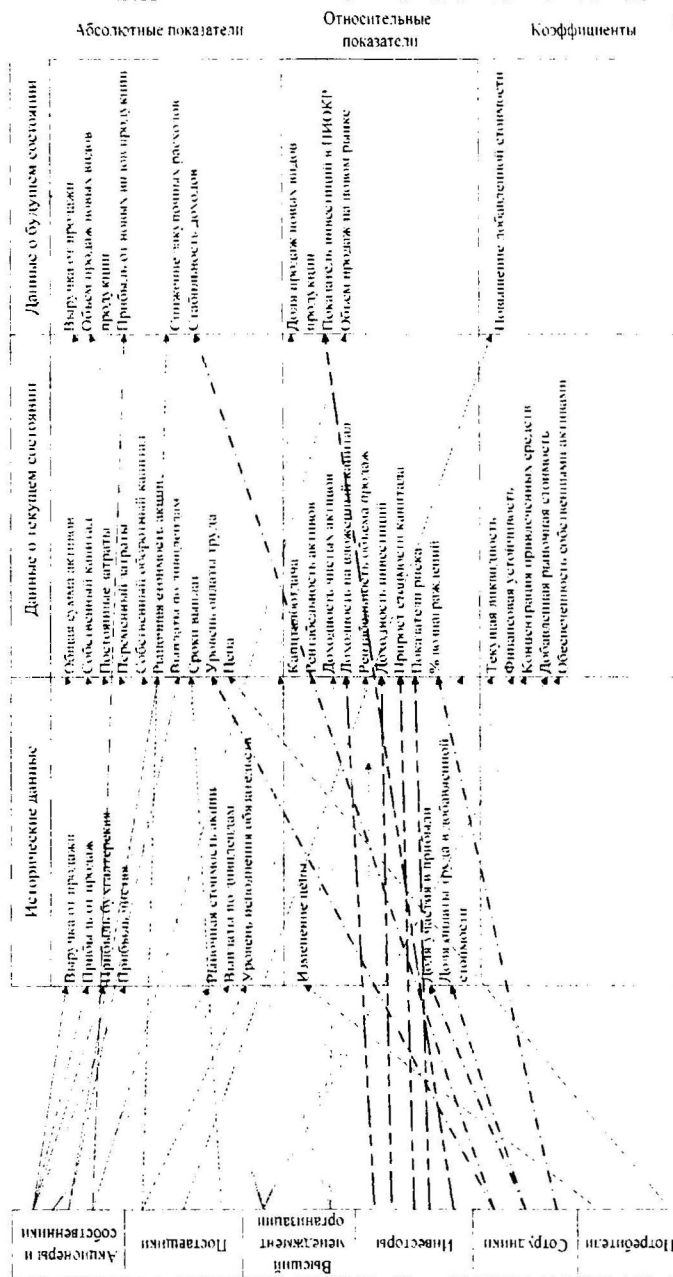 Исторические данные
Данные о текущем состоянии
Данные о будущем состоянии
Абсолютные показатели
Относительные
показатели
Коэффициенты
Акционеры и
собственники
Поставщики
Высший
менеджмент
организации
Инвесторы
Сотрудники
Потребители
Выручка от продажи
Прибыль от продаж
Прибыль бухгалтерская
Прибыль чистая
Рыночная стоимость акции
Выплаты по дивидендам
Уровень исполнения обязательств
Общая сумма активов
Собственный капитал
Постоянные затраты
Переменный затраты
Собственный оборотный капитал
Рыночная стоимость акции
Выплаты по дивидендам
Сроки выплат
Уровень оплаты труда
Цена
Выручка от продажи
Объем продаж новых видов
продукции
Прибыль от новых видов продукции
Снижение закупочных расходов
Стабильность доходов
Изменение цены
Доля участия в прибыли
Доля оплаты труда в добавленной
стоимости
Капиталоотдача
Рентабельность активов
Доходность чистых активов
Доходность на вложенный капитал
Рентабельность объема продаж
Доходность инвестиций
Прирост стоимости капитала
Показатели риска
% вознаграждений
Доля продаж новых видов
продукции
Показатель инвестиций в НИОКР
Объем продаж на новом рынке
Текущая ликвидность
Финансовая устойчивость
Концентрация привлеченных средств
Добавленная рыночная стоимость
Обеспеченность собственными активами
Повышение добавленной стоимости